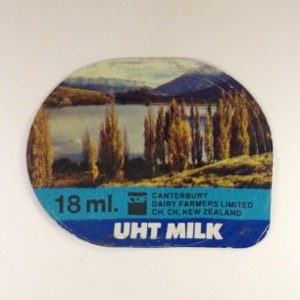 18 ml.
CDF
CANTERBURY
DAIRY FARMERS LIMITED
CH. CH, NEW ZEALAND
UHT MILK